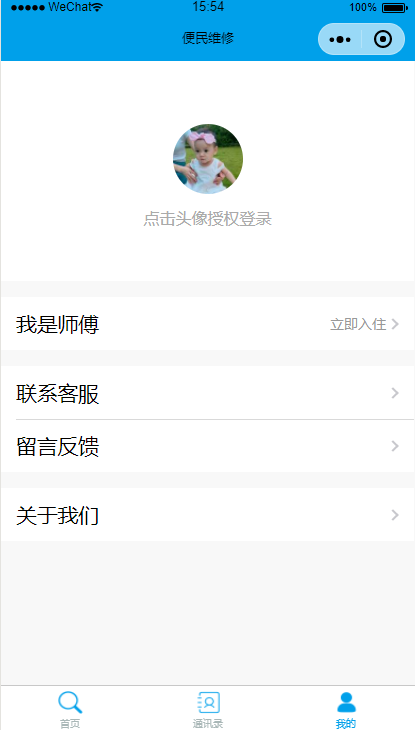 WeChat 15:54 100%
便民维修
点击头像授权登录
我是师傅 立即入住
联系客服
留言反馈
关于我们
首页 通讯录 我的